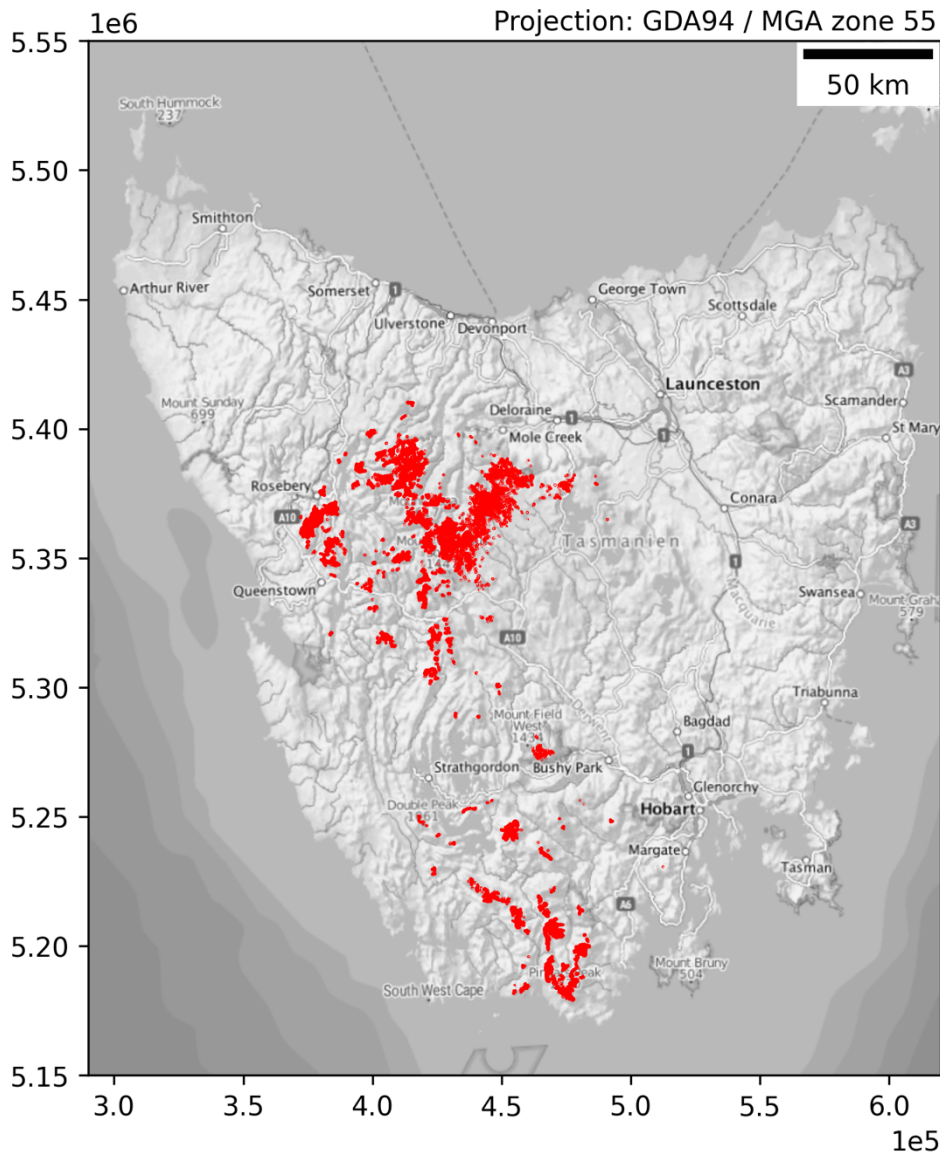 1e6
Projection: GDA94 / MGA zone 55
5.55
50 km
South Hummock
237
5.50
Smithton
Arthur River
5.45
Somerset
1
George Town
Ulverstone
Devonport
Scottsdale
A3
Launceston
Mount Sunday
699
Scamander
Deloraine
1
5.40
Mole Creek
1
St Mary
Rosebery
Conara
A10
A3
Tasmanien
5.35
1
Queenstown
Swansea
579
Macquarie
A10
5.30
Triabunna
Mount Field
West
Derwent
Bagdad
1
Strathgordon
Bushy Park
Glenorchy
Double Peak
5.25
Hobart
Margate
Tasman
A6
5.20
Mount Bruny
504
South West Cape
5.15
3.0
3.5
4.0
4.5
5.0
5.5
6.0
1e5